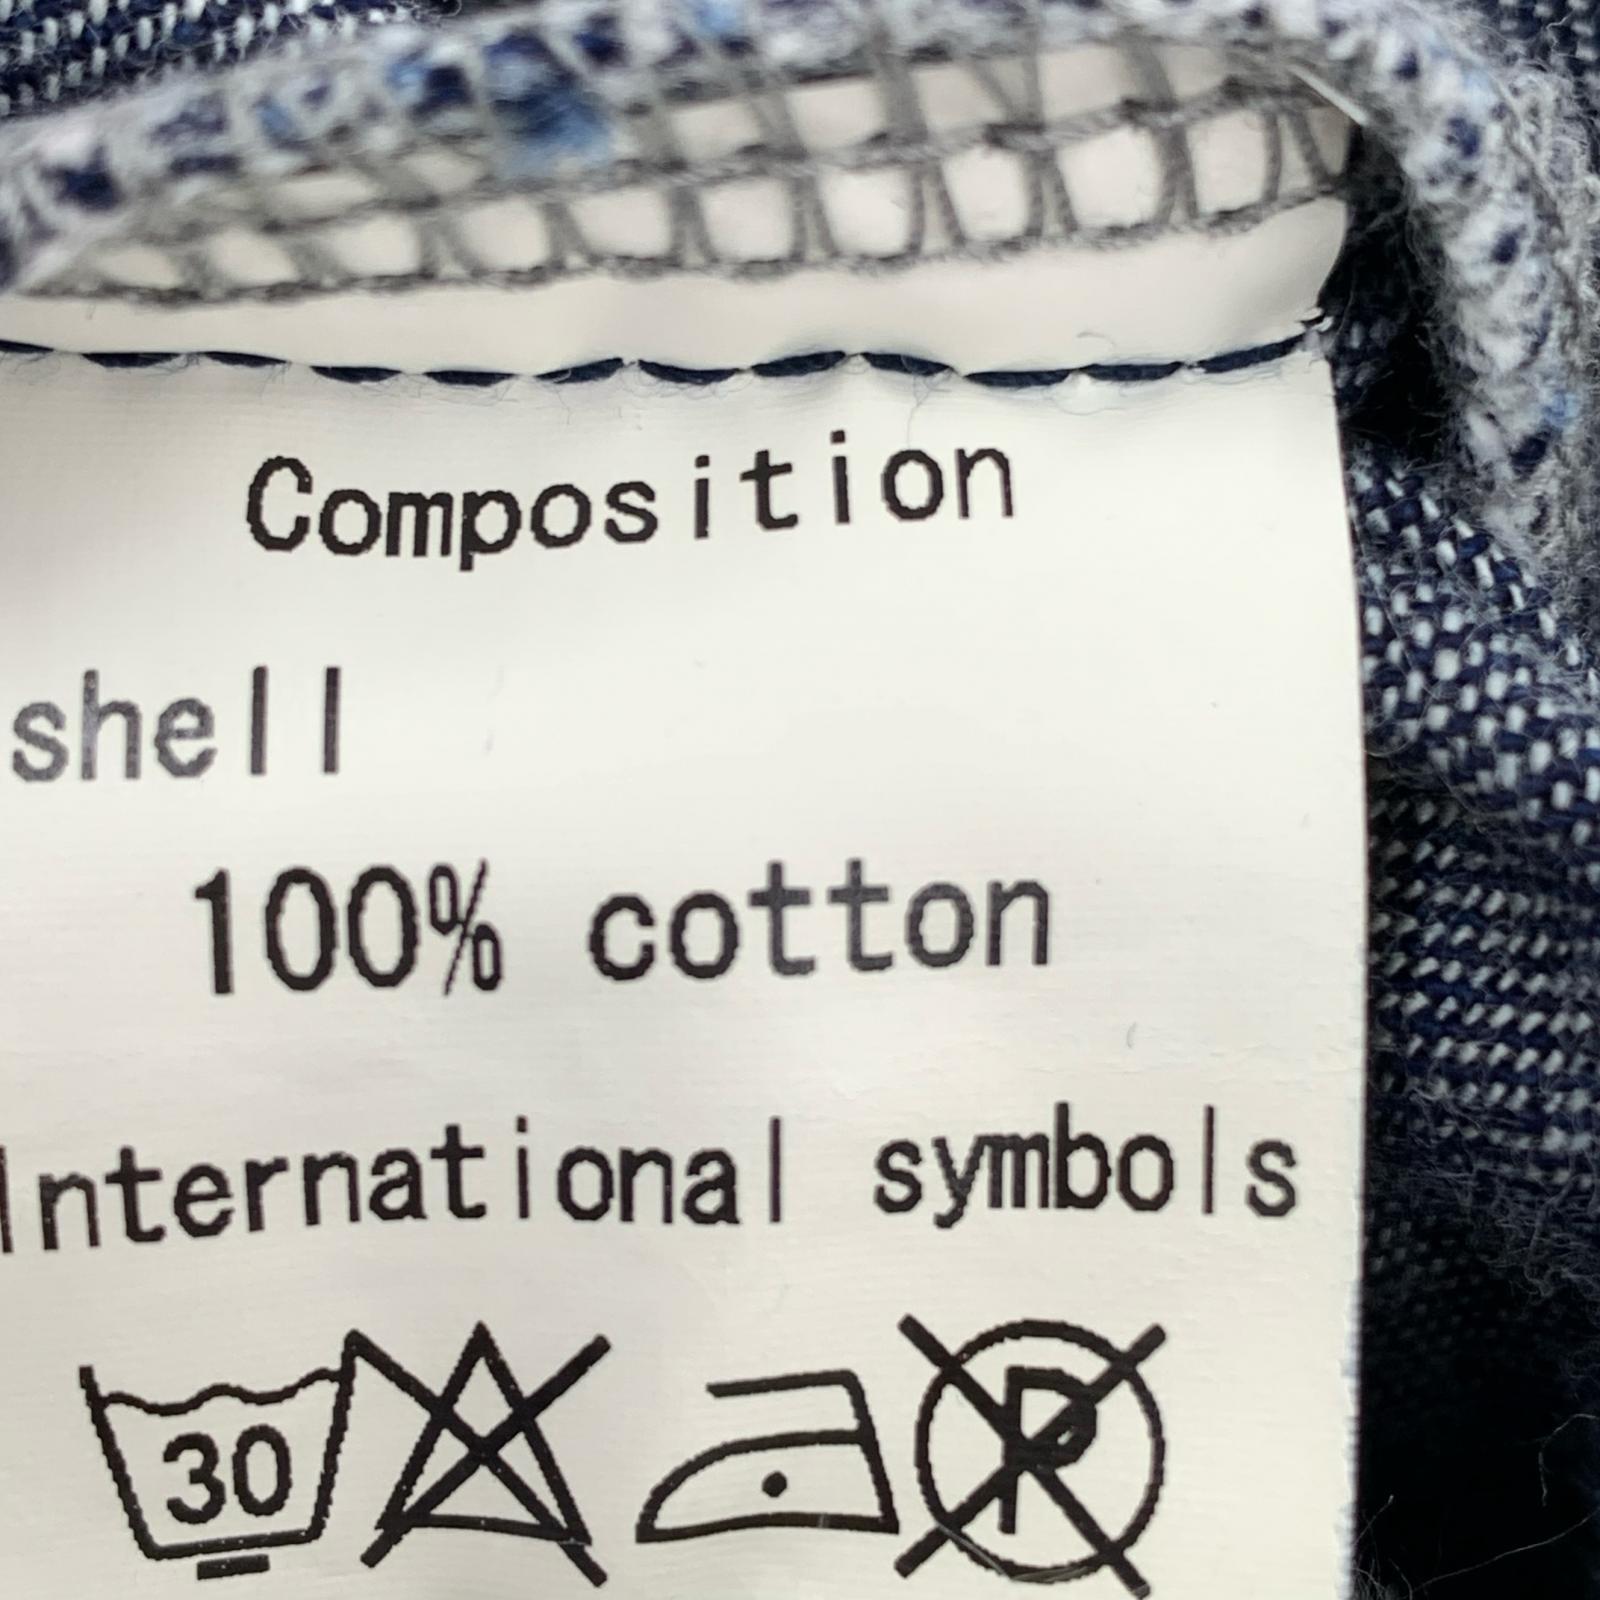 Composition
shell
100% cotton
International symbols
30 P